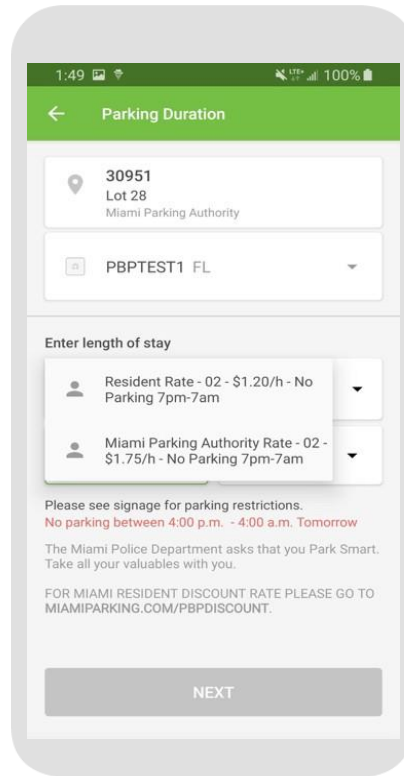 1:49 LTE+ 100%
Parking Duration
30951
Lot 28
Miami Parking Authority
PBPTEST1 FL
Enter length of stay
Resident Rate - 02 - $1.20/h - No
Parking 7pm-7am
Miami Parking Authority Rate - 02 -
$1.75/h - No Parking 7pm-7am
Please see signage for parking restrictions.
No parking between 4:00 p.m. - 4:00 a.m. Tomorrow
The Miami Police Department asks that you Park Smart.
Take all your valuables with you.
FOR MIAMI RESIDENT DISCOUNT RATE PLEASE GO TO
MIAMIPARKING.COM/PBPDISCOUNT.
NEXT